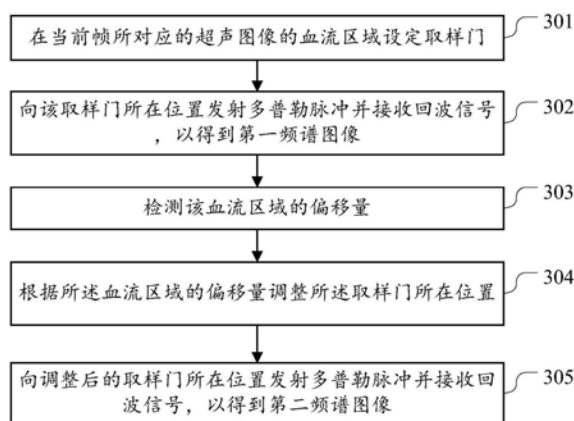 在当前帧所对应的超声图像的血流区域设定取样门
301
向该取样门所在位置发射多普勒脉冲并接收回波信号
，以得到第一频谱图像
302
检测该血流区域的偏移量
303
根据所述血流区域的偏移量调整所述取样门所在位置
304
向调整后的取样门所在位置发射多普勒脉冲并接收回
波信号，以得到第二频谱图像
305